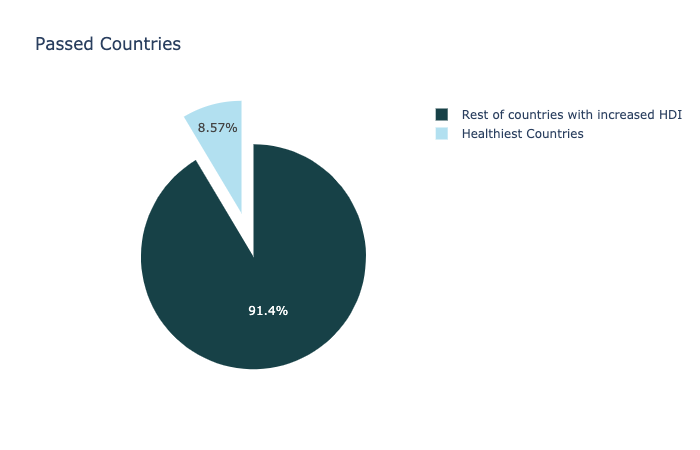 Passed Countries
Rest of countries with increased HDI
Healthiest Countries
8.57%
91.4%